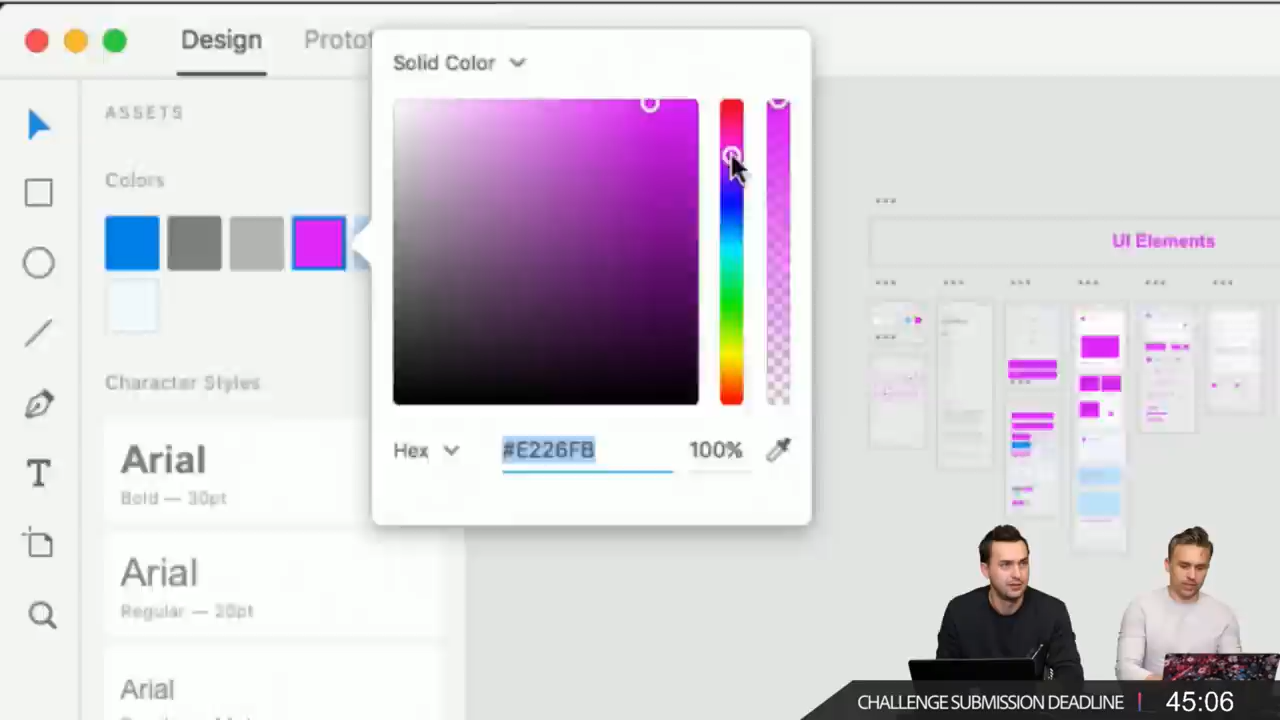 Design
Protot
Solid Color
ASSETS
Colors
UI Elements
Character Styles
Hex
#E226FB
100%
Arial
Bold — 30pt
Arial
Regular — 20pt
Arial
CHALLENGE SUBMISSION DEADLINE
45:06